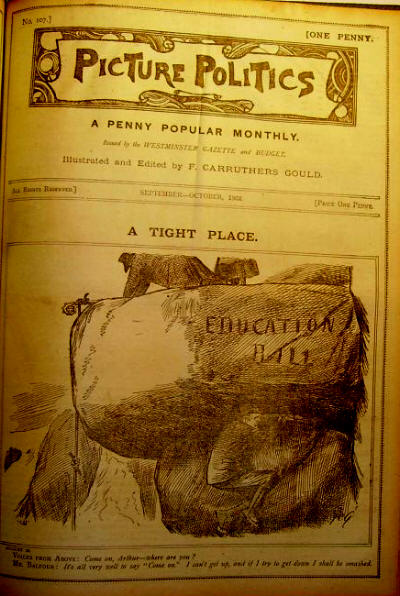 No. 107.]
[ONE PENNY.
PICTURE POLITICS
A PENNY POPULAR MONTHLY.
Issued by the WESTMINSTER GAZETTE and BUDGET.
Illustrated and Edited by F. CARRUTHERS GOULD.
ALL RIGHTS RESERVED.]
SEPTEMBER—OCTOBER, 1902
[PRICE ONE PENNY.
A TIGHT PLACE.
EDUCATION
BILL
VOICES FROM ABOVE: Come on, Arthur—where are you?
MR. BALFOUR: It's all very well to say "Come on." I can't get up, and if I try to get down I shall be smashed.